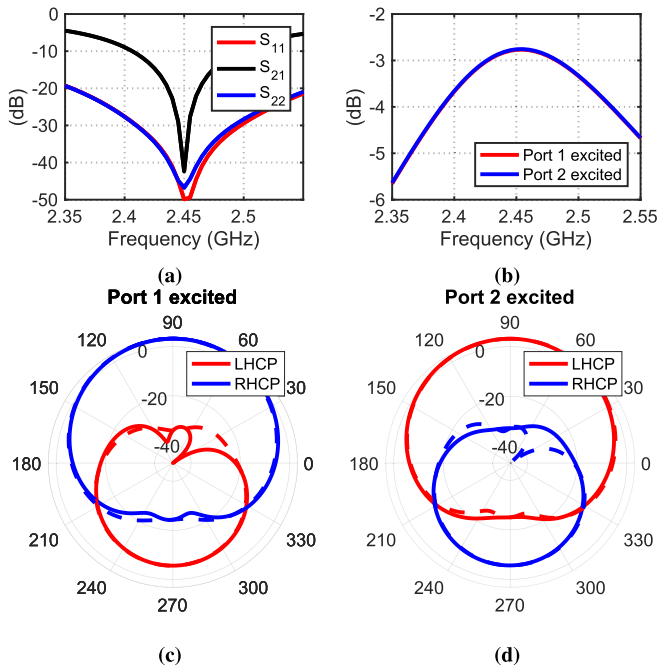 0
-10
-20
-30
-40
-50
(dB)
2.35
2.4
2.45
2.5
Frequency (GHz)
S11
S21
S22
(a)
-2
-3
-4
-5
-6
(dB)
2.35
2.4
2.45
2.5
2.55
Frequency (GHz)
Port 1 excited
Port 2 excited
(b)
Port 1 excited
90
120
60
150
30
180
0
210
330
240
300
270
0
-20
-40
LHCP
RHCP
(c)
Port 2 excited
90
120
60
150
30
180
0
210
330
240
300
270
0
-20
-40
LHCP
RHCP
(d)